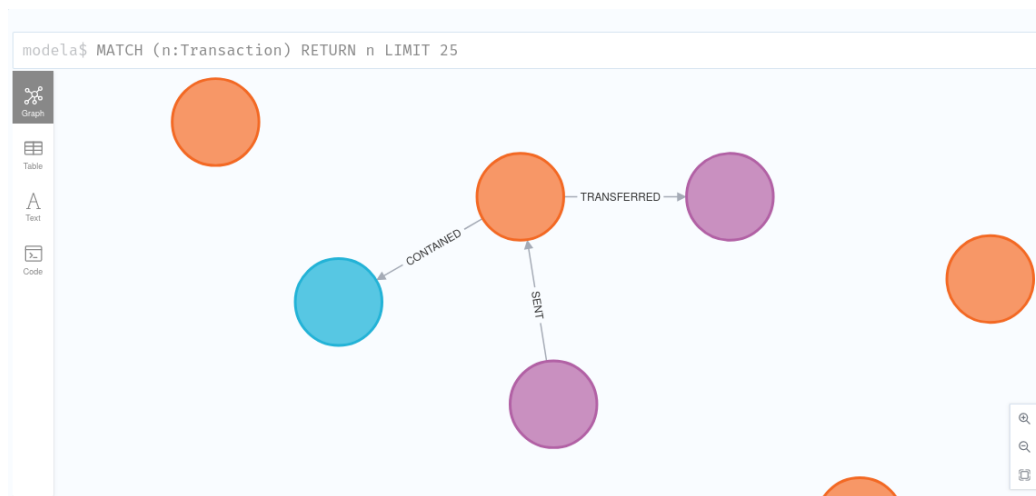 modela$ MATCH (n:Transaction) RETURN n LIMIT 25
Graph
Table
A
Text
Code
TRANSFERRED
CONTAINED
SENT